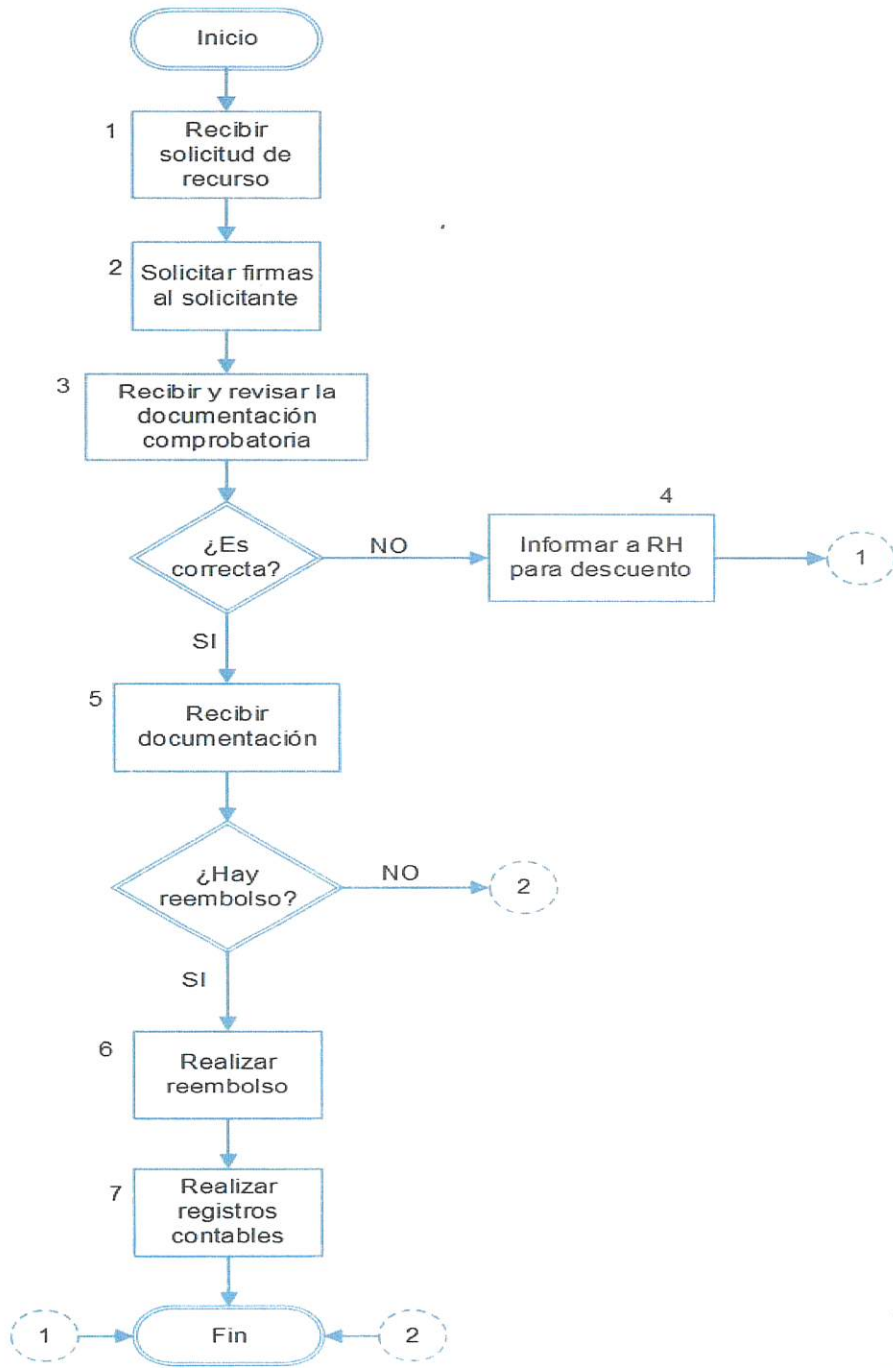 Inicio
1
Recibir
solicitud de
recurso
2
Solicitar firmas
al solicitante
3
Recibir y revisar la
documentación
comprobatoria
¿Es
correcta?
NO
4
Informar a RH
para descuento
1
SI
5
Recibir
documentación
¿Hay
reembolso?
NO
2
SI
6
Realizar
reembolso
7
Realizar
registros
contables
1
Fin
2